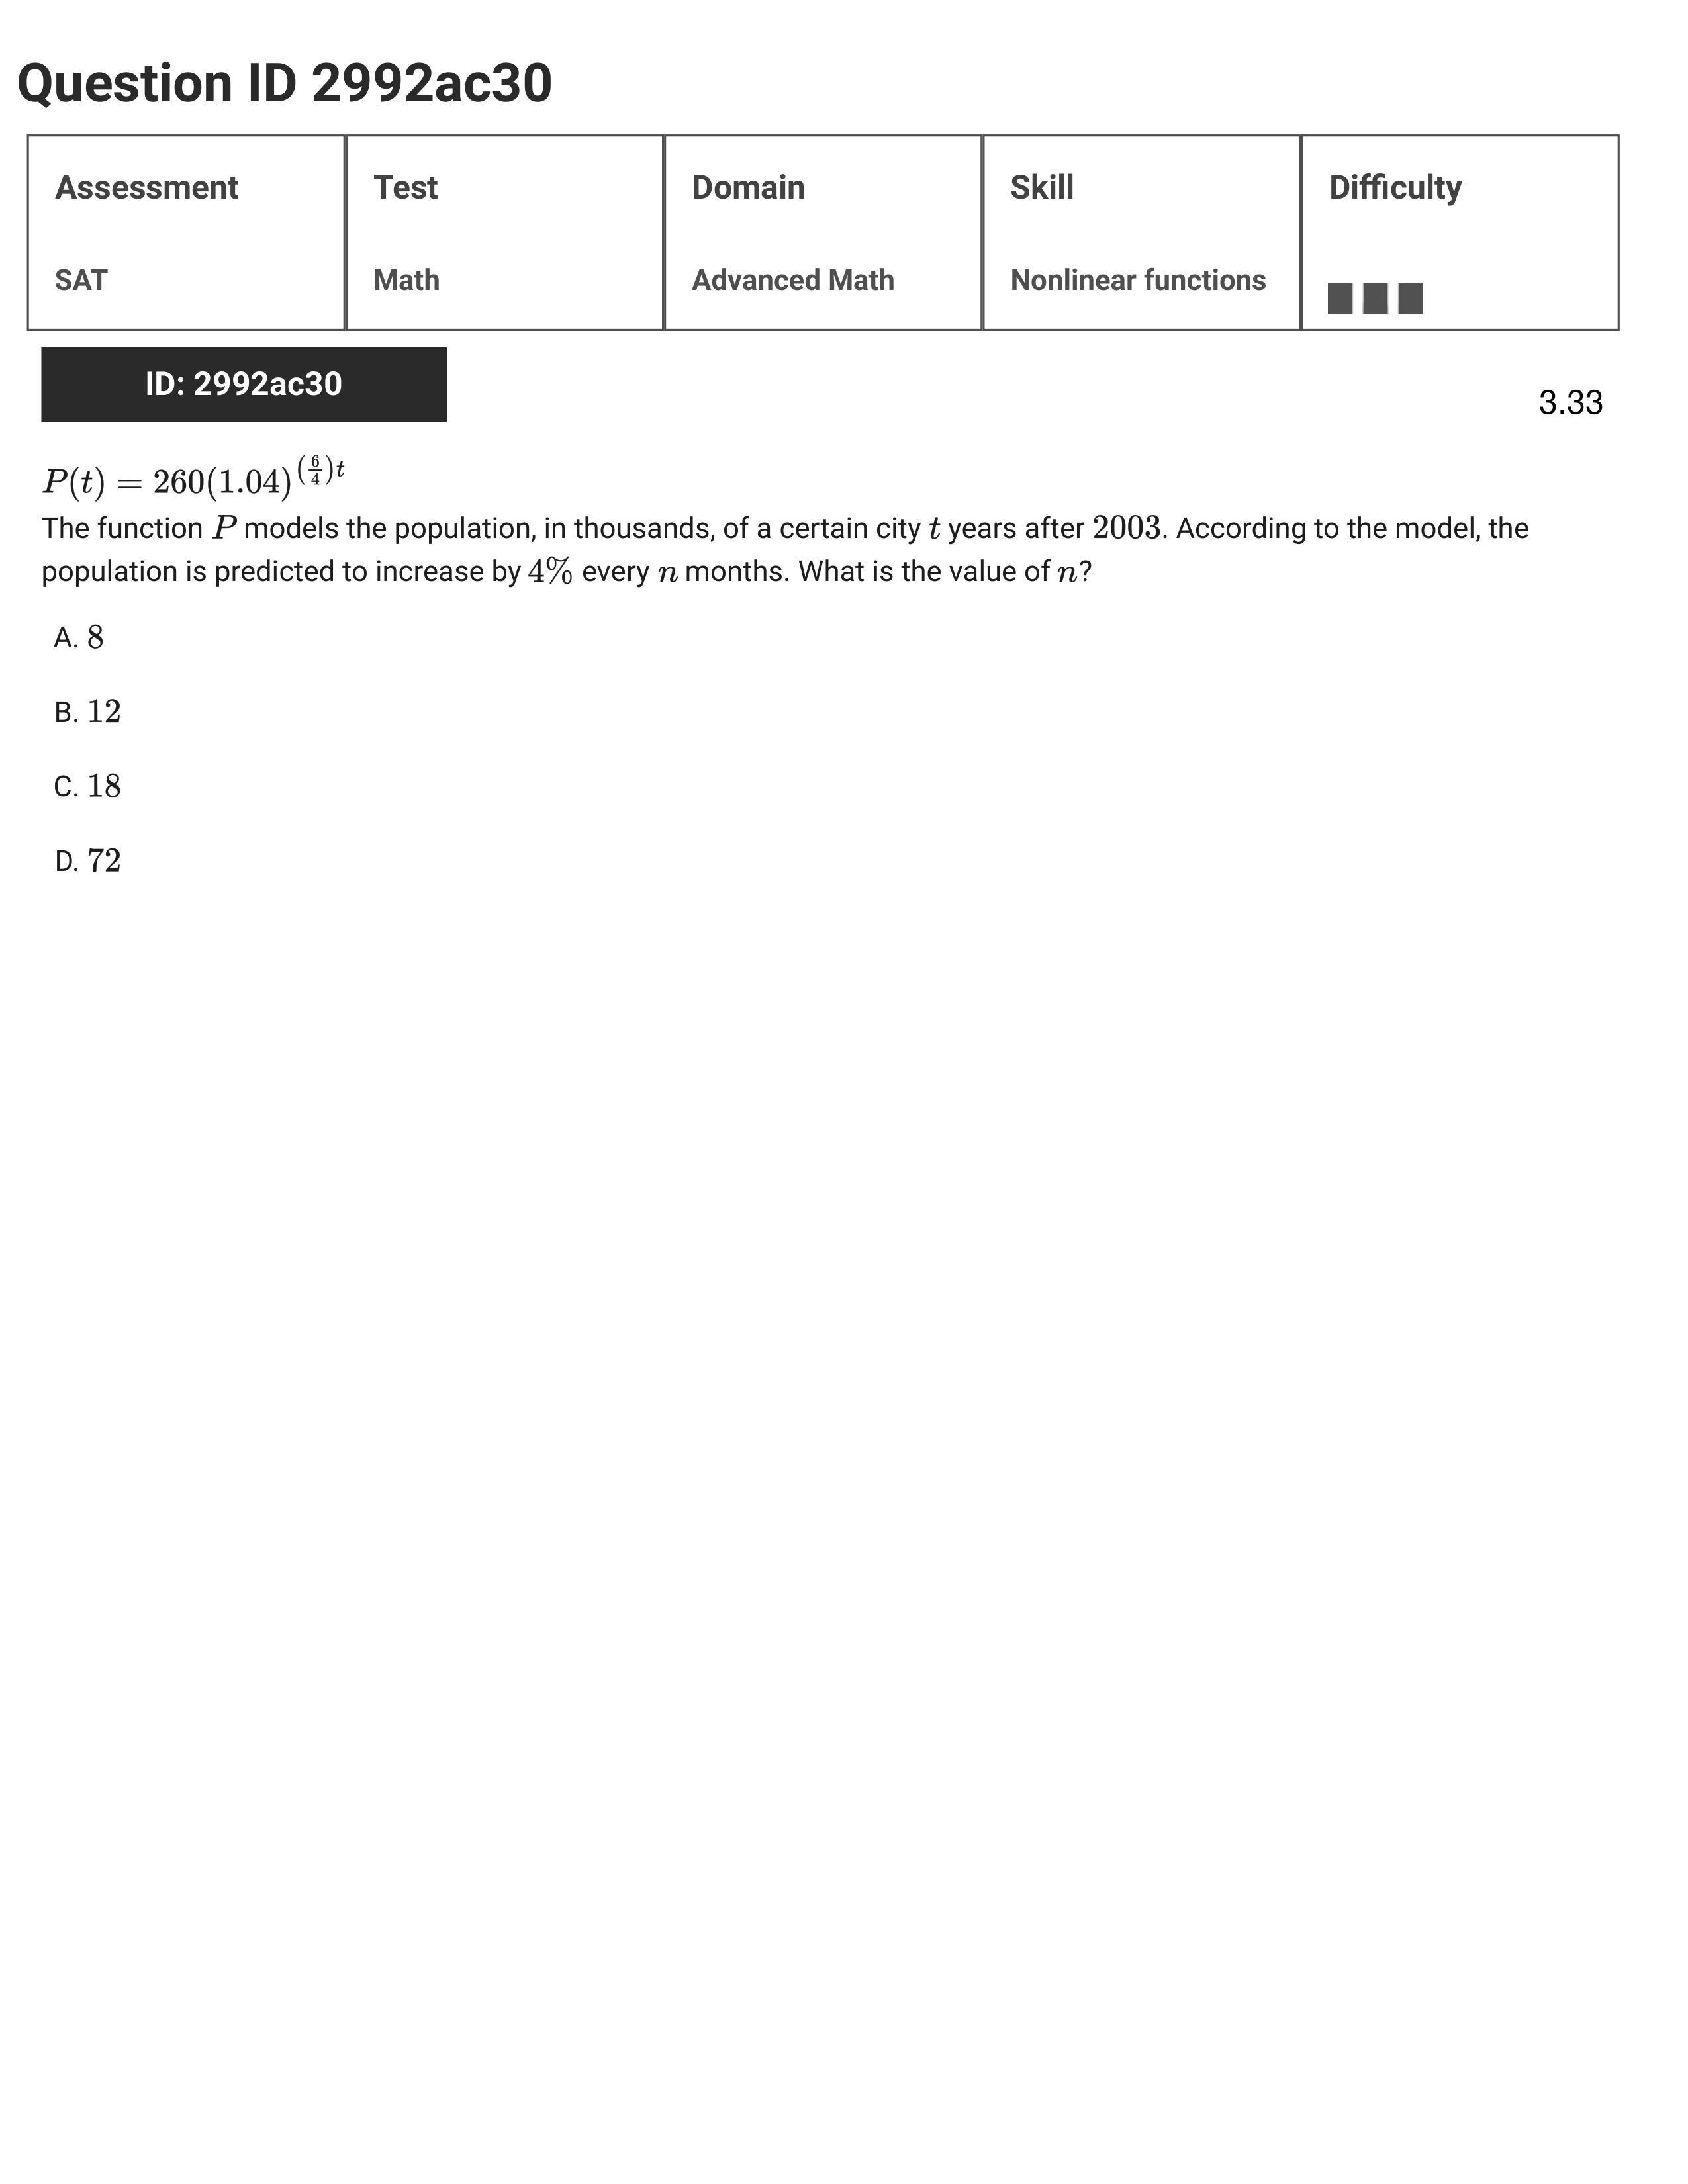 Question ID 2992ac30
Assessment Test Domain Skill Difficulty
SAT Math Advanced Math Nonlinear functions
ID: 2992ac30
3.33
P(t) = 260(1.04)^{(\frac{6}{4})t}
The function P models the population, in thousands, of a certain city t years after 2003. According to the model, the
population is predicted to increase by 4% every n months. What is the value of n?
A. 8
B. 12
C. 18
D. 72